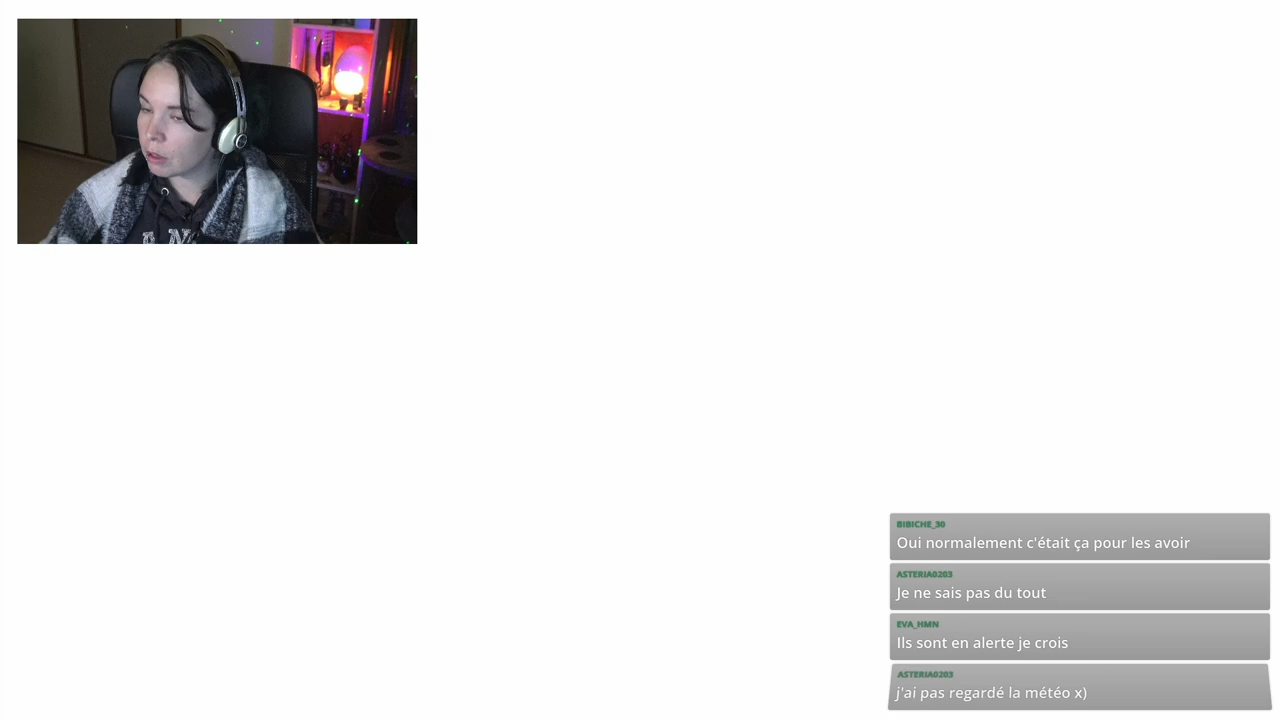 AN
BIBICHE_30
Oui normalement c'était ça pour les avoir
ASTERIA0203
Je ne sais pas du tout
EVA_HMN
Ils sont en alerte je crois
ASTERIA0203
j'ai pas regardé la météo x)